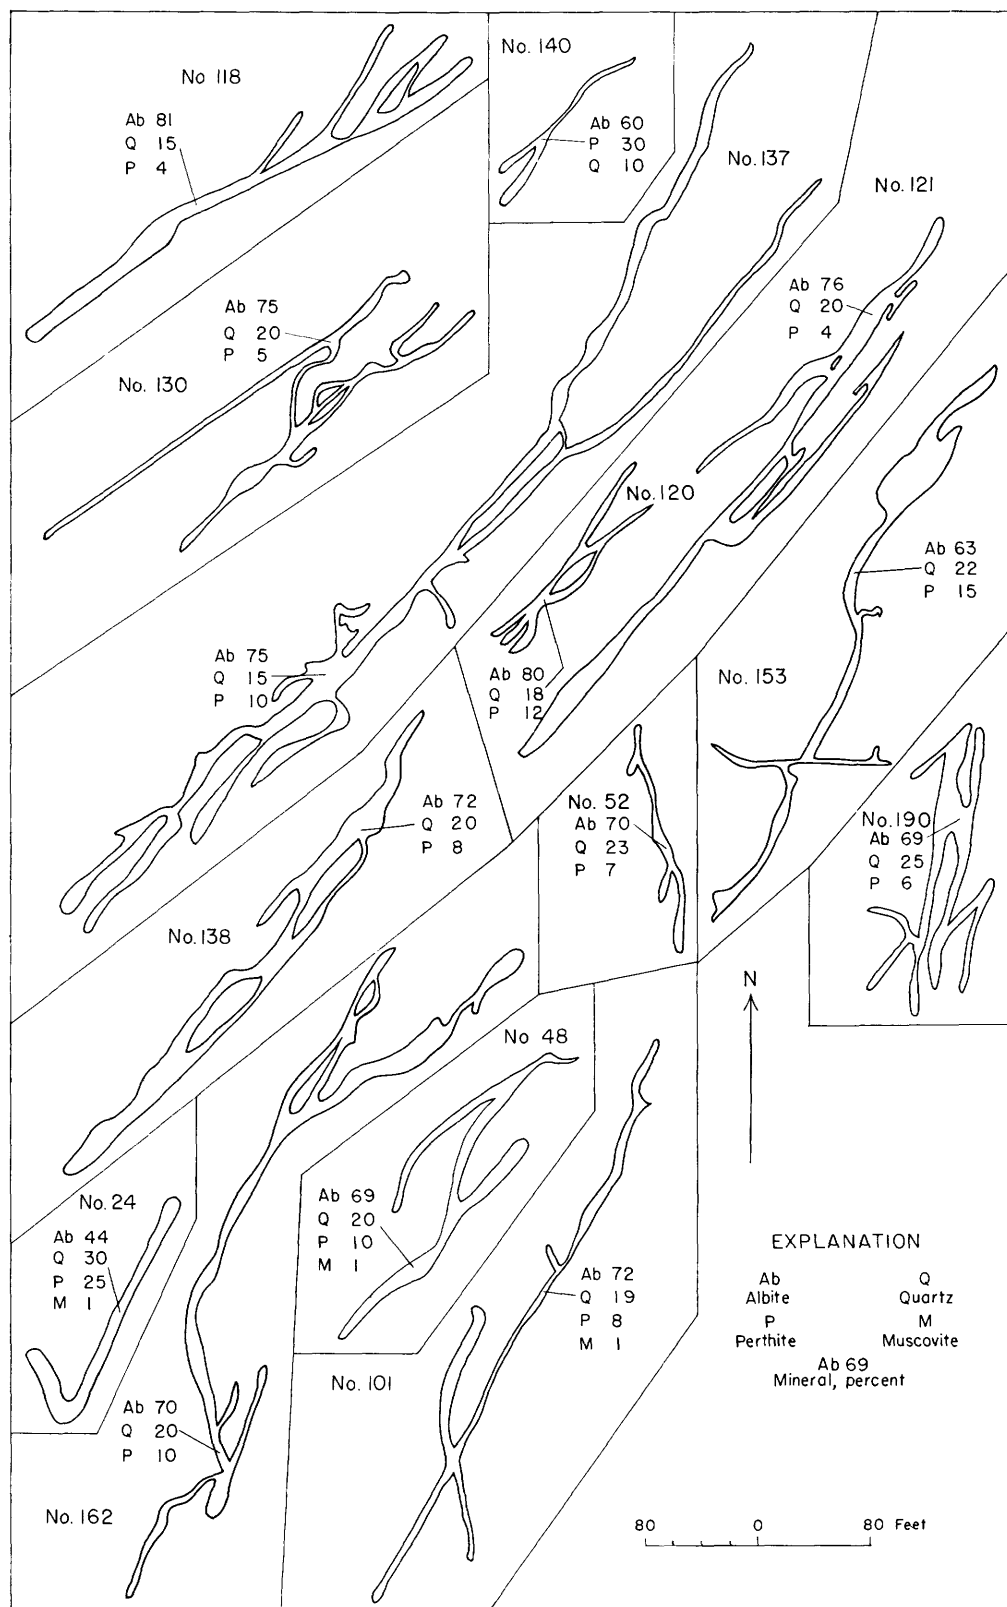 No 118
Ab 81
Q 15
P 4
No. 140
Ab 60
P 30
Q 10
No. 137
No. 121
Ab 76
Q 20
P 4
Ab 75
Q 20
P 5
No. 130
No. 120
Ab 80
Q 18
P 12
Ab 63
Q 22
P 15
No. 153
Ab 75
Q 15
P 10
Ab 72
Q 20
P 8
No. 138
No. 52
Ab 70
Q 23
P 7
No. 190
Ab 69
Q 25
P 6
N
No 48
Ab 69
Q 20
P 10
M 1
No. 24
Ab 44
Q 30
P 25
M 1
Ab 72
Q 19
P 8
M 1
No. 101
Ab 70
Q 20
P 10
No. 162
EXPLANATION
Ab Q
Albite Quartz
P M
Perthite Muscovite
Ab 69
Mineral, percent
80 0 80 Feet